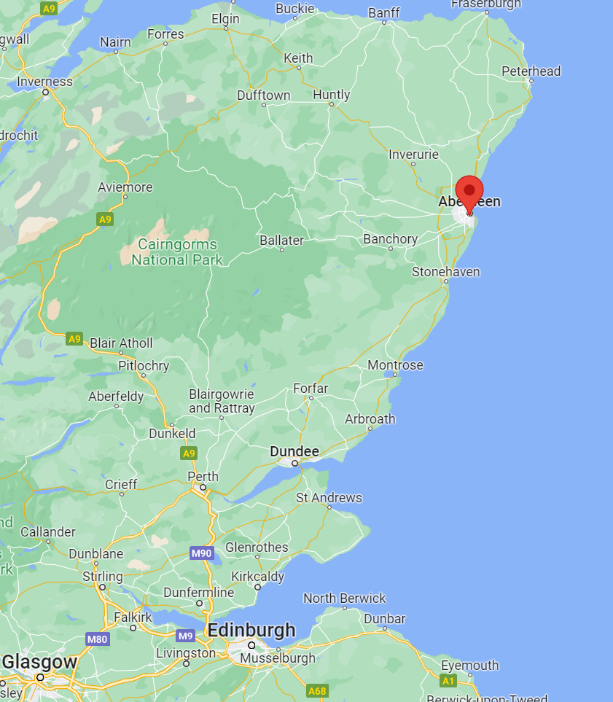 A9
Buckie
Banff
Fraserburgh
Elgin
gwall
Nairn
Forres
Keith
Peterhead
Inverness
Dufftown
Huntly
drochit
Inverurie
Aviemore
A9
Cairngorms
National Park
Ballater
Banchory
Stonehaven
A9
Blair Atholl
Pitlochry
Montrose
Aberfeldy
Blairgowrie
and Rattray
Forfar
Arbroath
Dunkeld
A9
Dundee
Perth
Crieff
St Andrews
nd
Callander
rk
Dunblane
M90
Glenrothes
Stirling
Kirkcaldy
Dunfermline
North Berwick
Falkirk
Dunbar
M80
M9
Edinburgh
Livingston
Musselburgh
Glasgow
Eyemouth
A1
sley
A68
Berwick-upon-Tweed